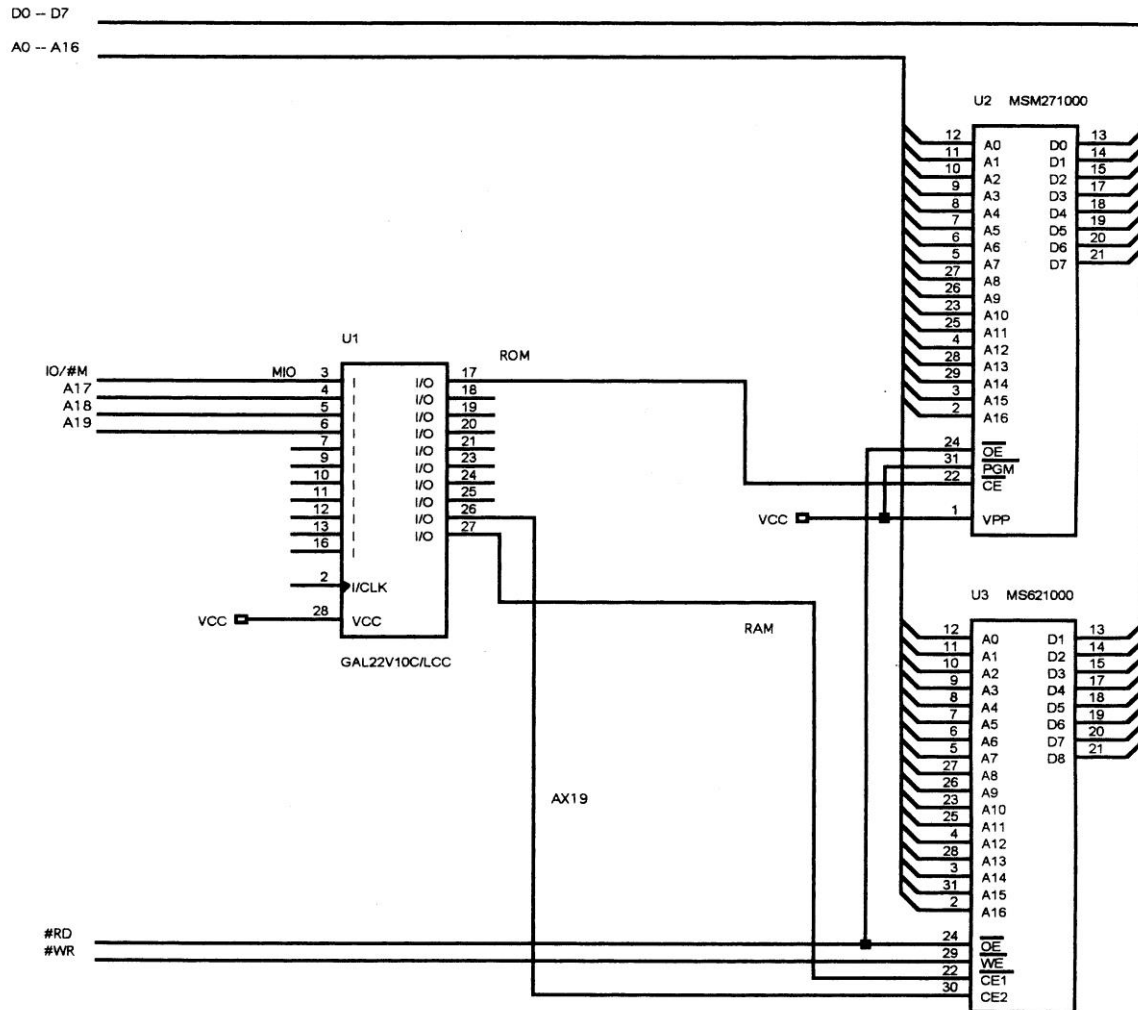 D0 -- D7
A0 -- A16
U2 MSM271000
12 A0 D0 13
11 A1 D1 14
10 A2 D2 15
9 A3 D3 17
8 A4 D4 18
7 A5 D5 19
6 A6 D6 20
5 A7 D7 21
27 A8
26 A9
23 A10
25 A11
4 A12
28 A13
29 A14
3 A15
2 A16
24 OE
31 PGM
22 CE
VCC 1 VPP
U1
ROM
IO/#M MIO 3 I I/O 17
A17 4 I I/O 18
A18 5 I I/O 19
A19 6 I I/O 20
7 I I/O 21
9 I I/O 23
10 I I/O 24
11 I I/O 25
12 I I/O 26
13 I I/O 27
16 I
2 I/CLK
VCC 28 VCC
GAL22V10C/LCC
RAM
AX19
U3 MS621000
12 A0 D1 13
11 A1 D2 14
10 A2 D3 15
9 A3 D4 17
8 A4 D5 18
7 A5 D6 19
6 A6 D7 20
5 A7 D8 21
27 A8
26 A9
23 A10
25 A11
4 A12
28 A13
3 A14
31 A15
2 A16
#RD 24 OE
#WR 29 WE
22 CE1
30 CE2